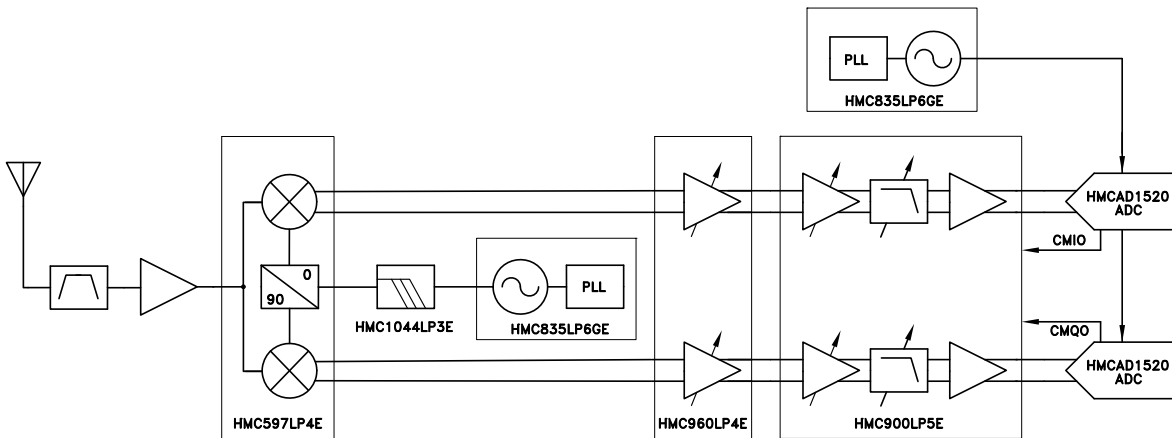 PLL
HMC835LP6GE
HMCAD1520
ADC
CMIO
0
90
HMC1044LP3E
PLL
HMC835LP6GE
CMQO
HMCAD1520
ADC
HMC597LP4E
HMC960LP4E
HMC900LP5E